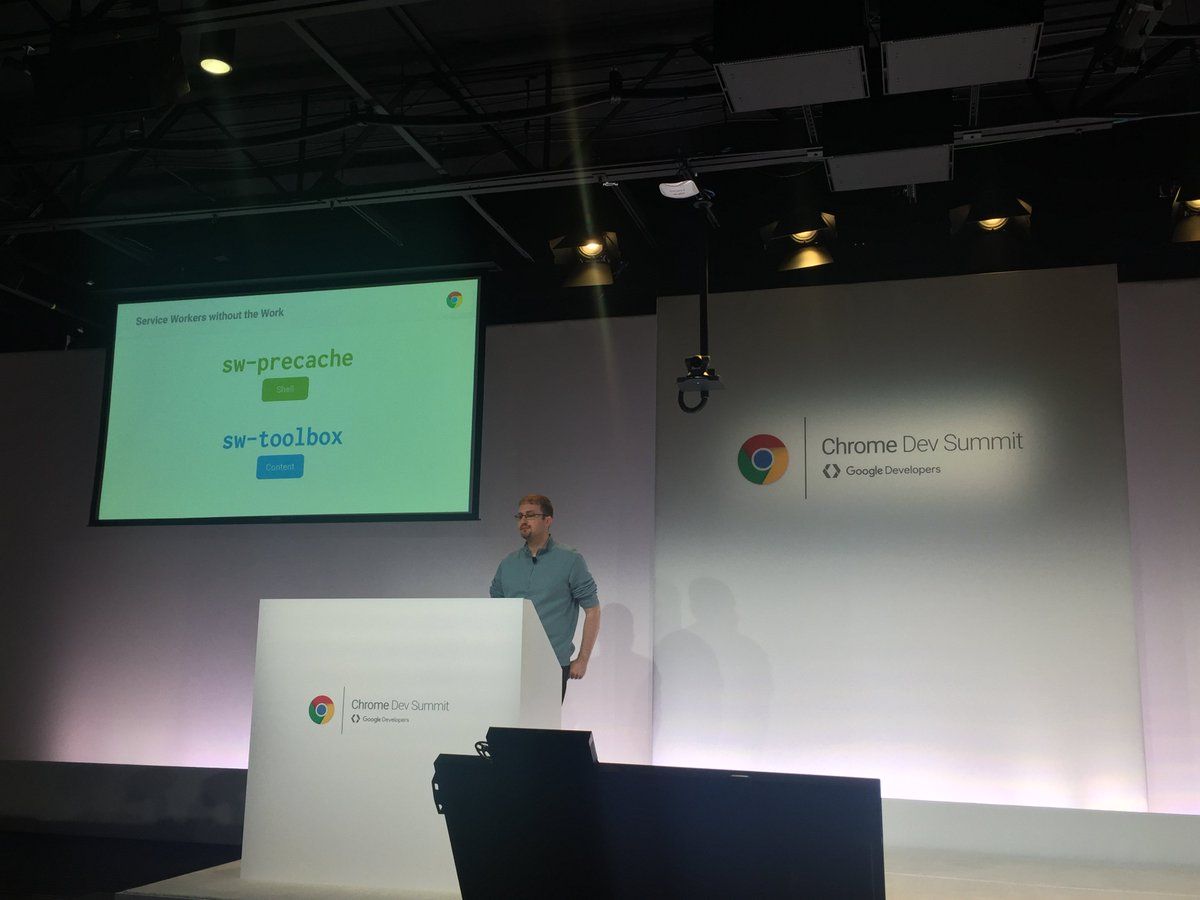 Service Workers without the Work
sw-precache
Shell
sw-toolbox
Content
Chrome Dev Summit
Google Developers
Chrome Dev Summit
Google Developers